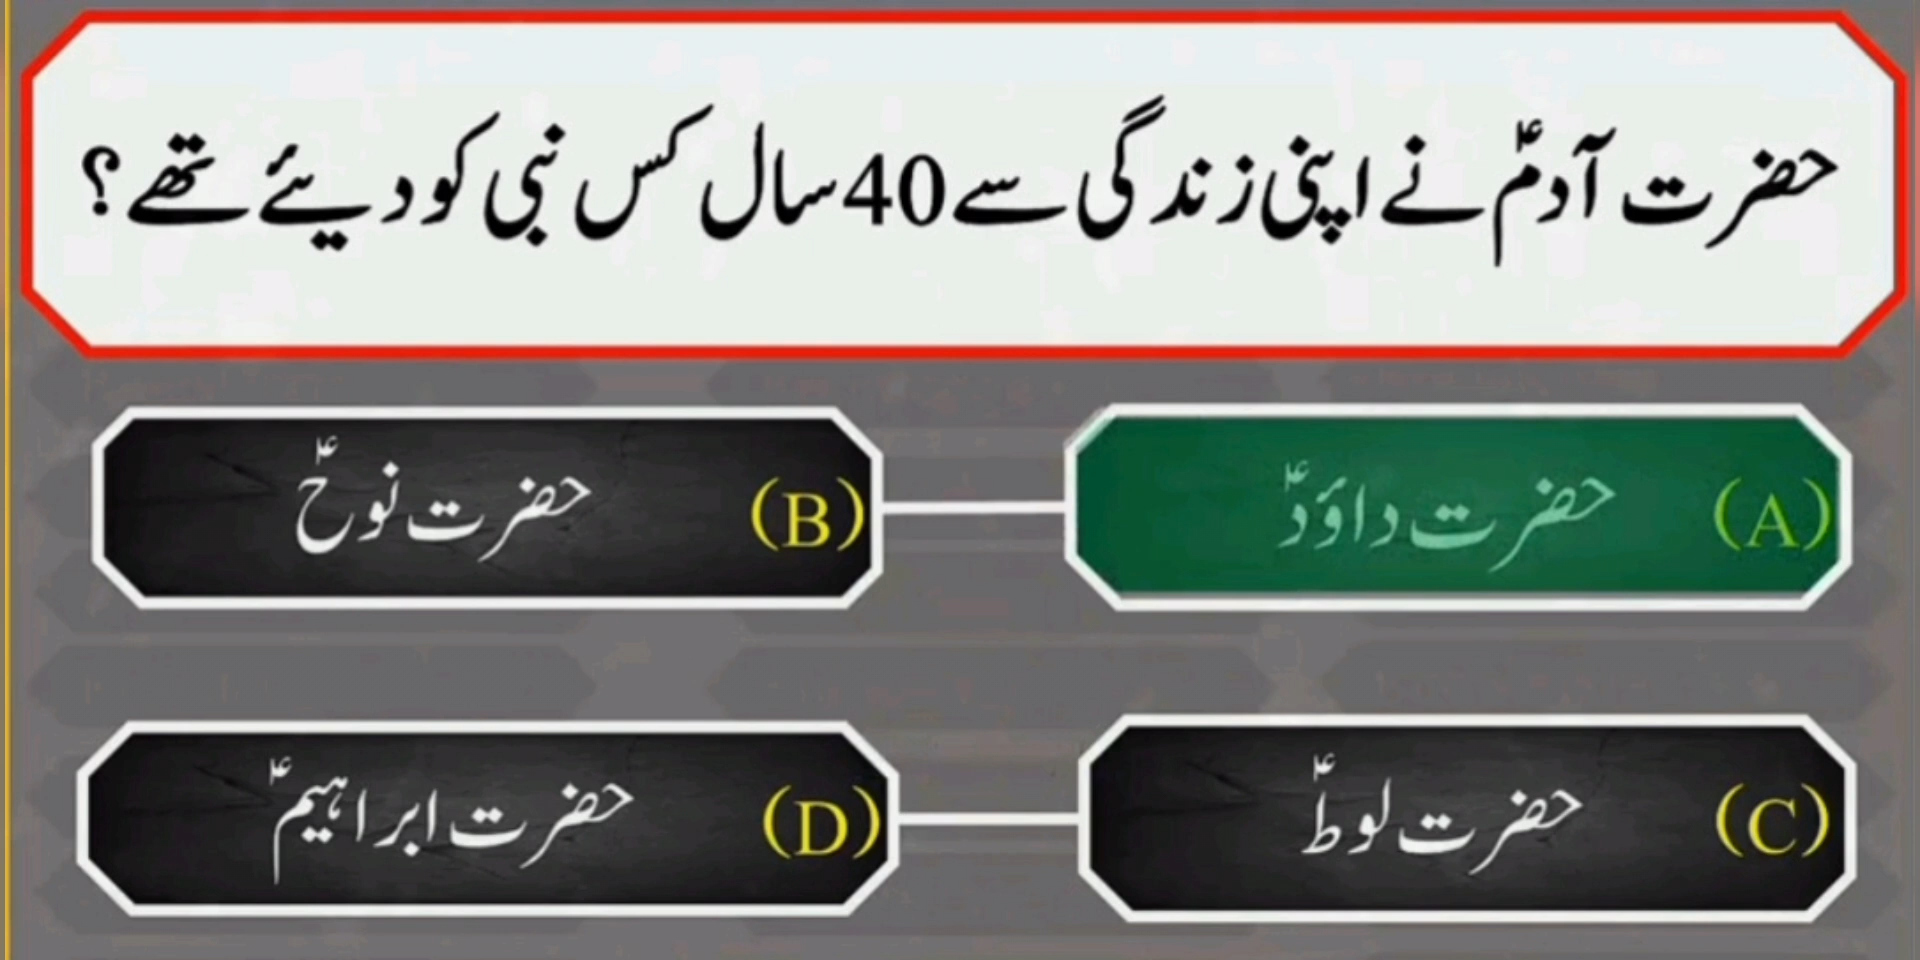 حضرت آدمؑ نے اپنی زندگی سے 40 سال کس نبی کو دیئے تھے؟
(A) حضرت داؤدؑ
(B) حضرت نوحؑ
(C) حضرت لوطؑ
(D) حضرت ابراہیمؑ